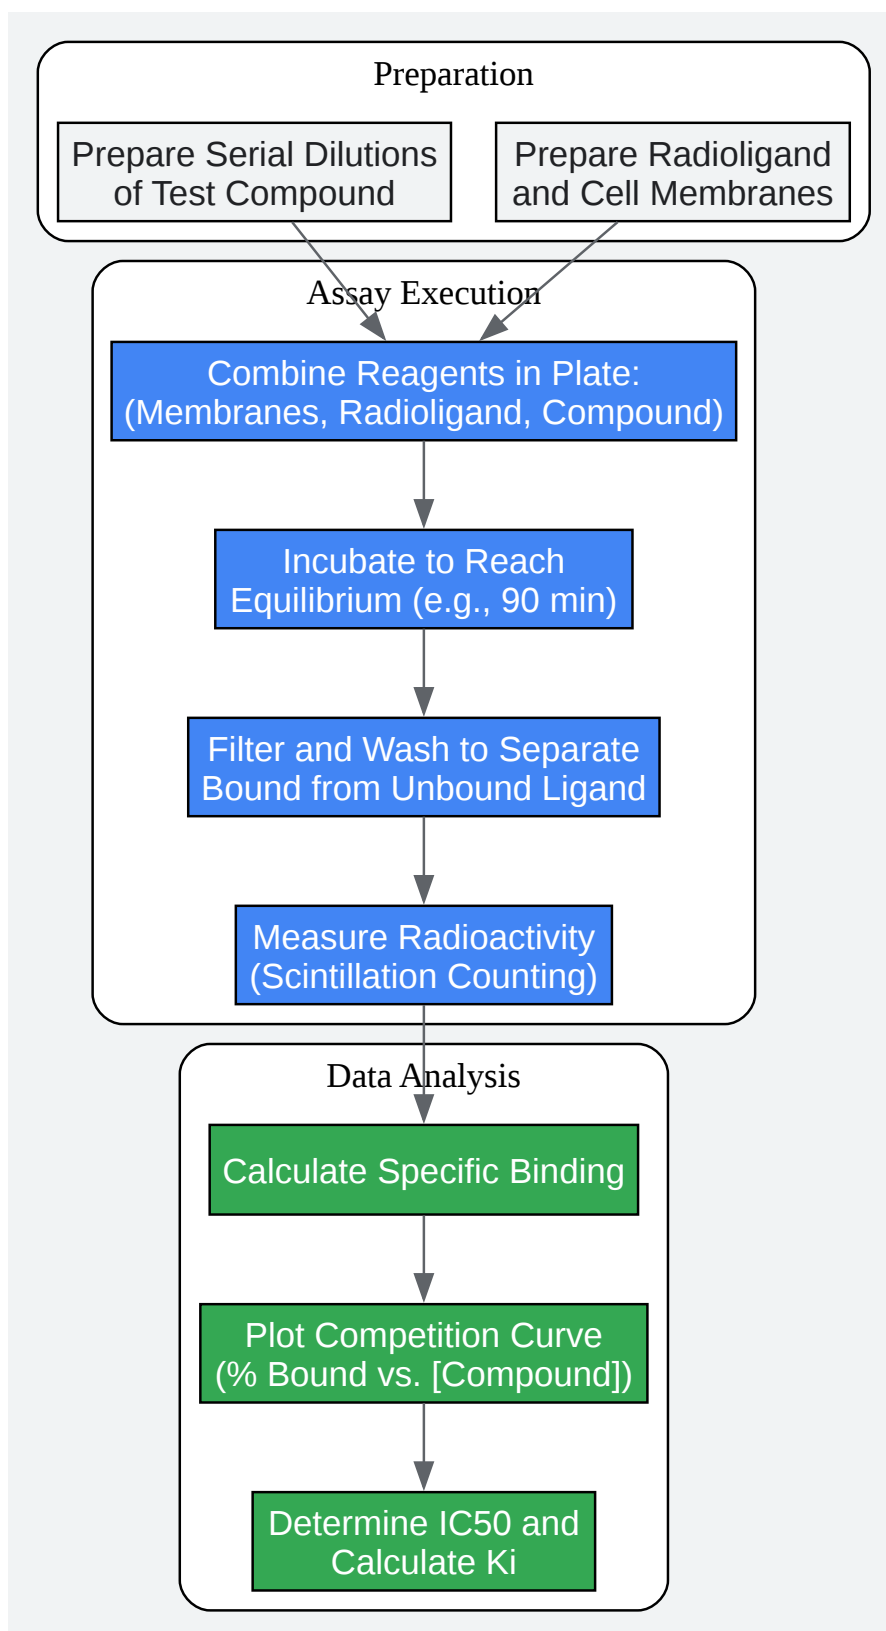 Preparation
Prepare Serial Dilutions
of Test Compound
Prepare Radioligand
and Cell Membranes
Assay Execution
Combine Reagents in Plate:
(Membranes, Radioligand, Compound)
Incubate to Reach
Equilibrium (e.g., 90 min)
Filter and Wash to Separate
Bound from Unbound Ligand
Measure Radioactivity
(Scintillation Counting)
Data Analysis
Calculate Specific Binding
Plot Competition Curve
(% Bound vs. [Compound])
Determine IC50 and
Calculate Ki